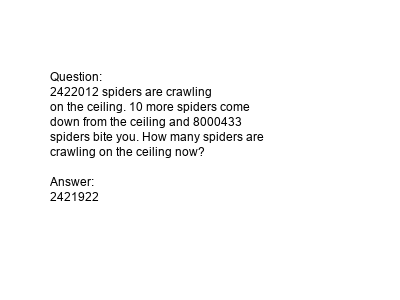 Question:
2422012 spiders are crawling
on the ceiling. 10 more spiders come
down from the ceiling and 8000433
spiders bite you. How many spiders are
crawling on the ceiling now?
Answer:
2421922